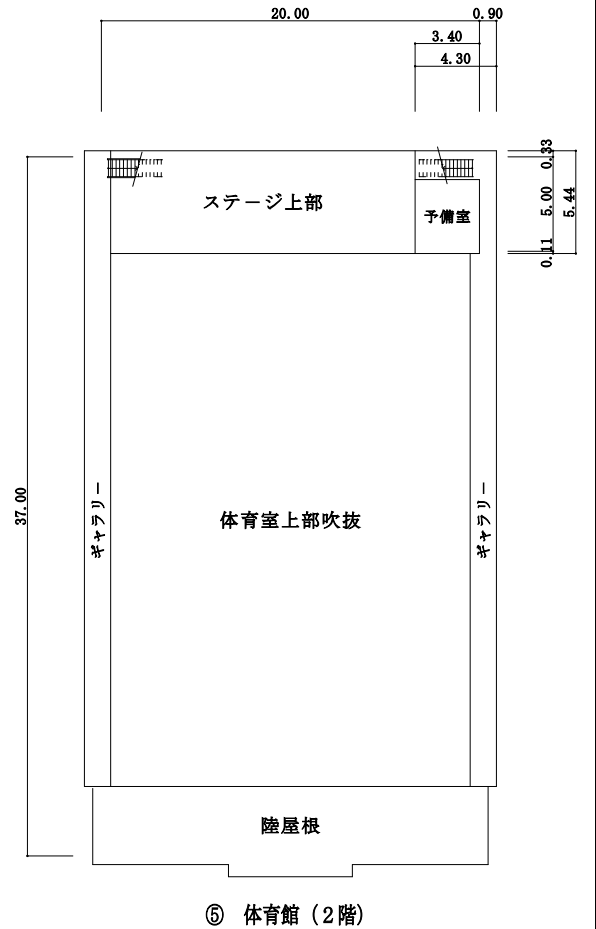 20.00
0.90
3.40
4.30
0.33
5.00
5.44
0.11
ステージ上部
予備室
37.00
ギャラリー
体育室上部吹抜
ギャラリー
陸屋根
⑤ 体育館（2階）